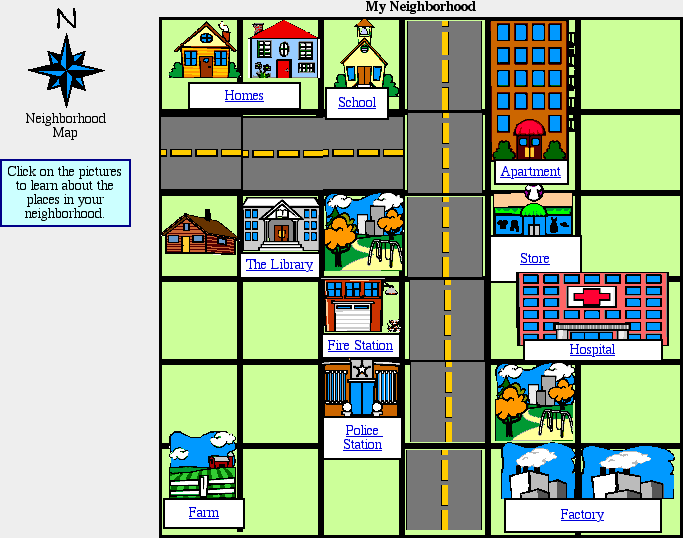 My Neighborhood
N
Neighborhood
Map
Click on the pictures
to learn about the
places in your
neighborhood.
Homes
School
Apartment
The Library
Store
Fire Station
Hospital
Police
Station
Farm
Factory